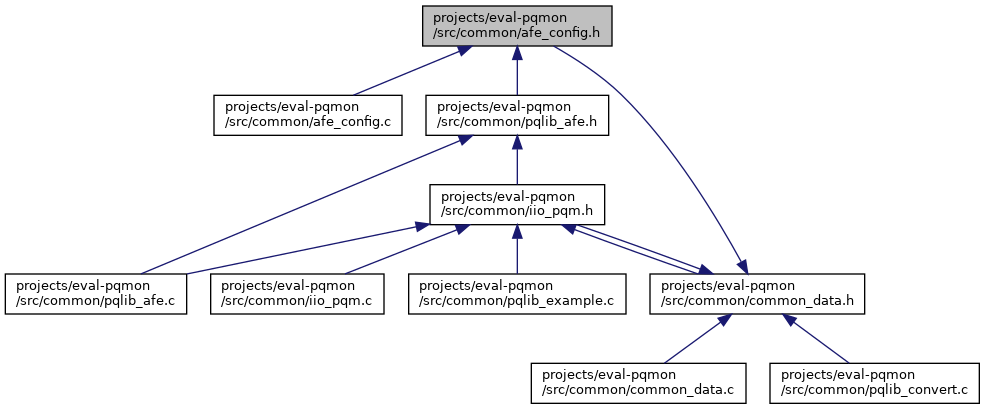 projects/eval-pqmon
/src/common/afe_config.h
projects/eval-pqmon
/src/common/afe_config.c
projects/eval-pqmon
/src/common/pqlib_afe.h
projects/eval-pqmon
/src/common/iio_pqm.h
projects/eval-pqmon
/src/common/pqlib_afe.c
projects/eval-pqmon
/src/common/iio_pqm.c
projects/eval-pqmon
/src/common/pqlib_example.c
projects/eval-pqmon
/src/common/common_data.h
projects/eval-pqmon
/src/common/common_data.c
projects/eval-pqmon
/src/common/pqlib_convert.c